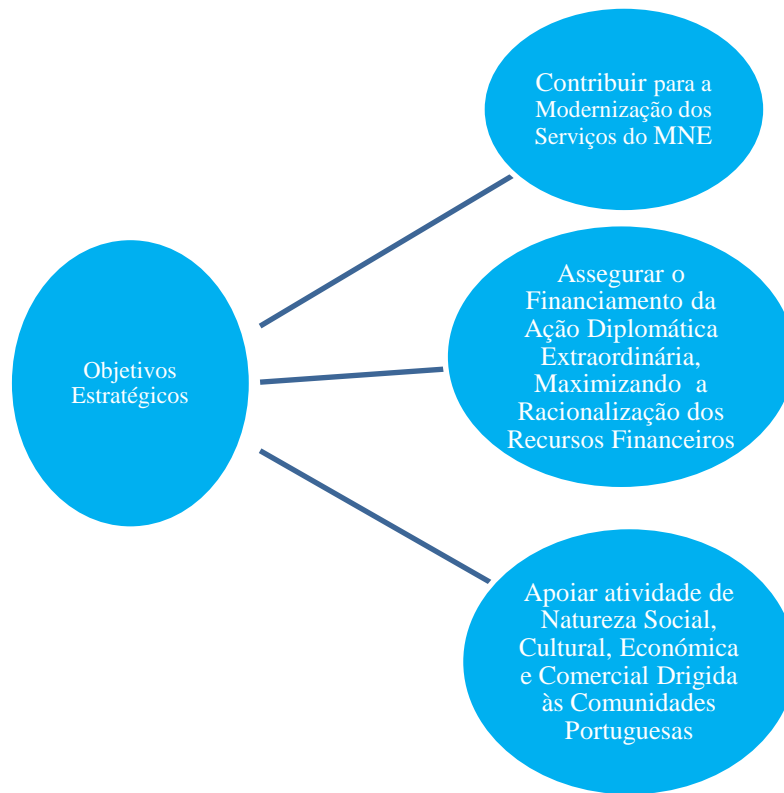 Contribuir para a
Modernização dos
Serviços do MNE
Objetivos
Estratégicos
Assegurar o
Financiamento da
Ação Diplomática
Extraordinária,
Maximizando a
Racionalização dos
Recursos Financeiros
Apoiar atividade de
Natureza Social,
Cultural, Económica
e Comercial Drigida
às Comunidades
Portuguesas